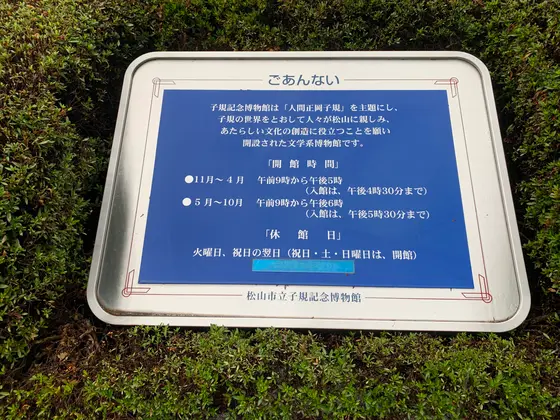 ごあんない
子規記念博物館は「人間正岡子規」を主題にし、
子規の世界をとおして人々が松山に親しみ、
あたらしい文化の創造に役立つことを願い
開設された文学系博物館です。
「開館時間」
●11月~4月 午前9時から午後5時
(入館は、午後4時30分まで)
●5月~10月 午前9時から午後6時
(入館は、午後5時30分まで)
「休館日」
火曜日、祝日の翌日(祝日・土・日曜日は、開館)
松山市立子規記念博物館